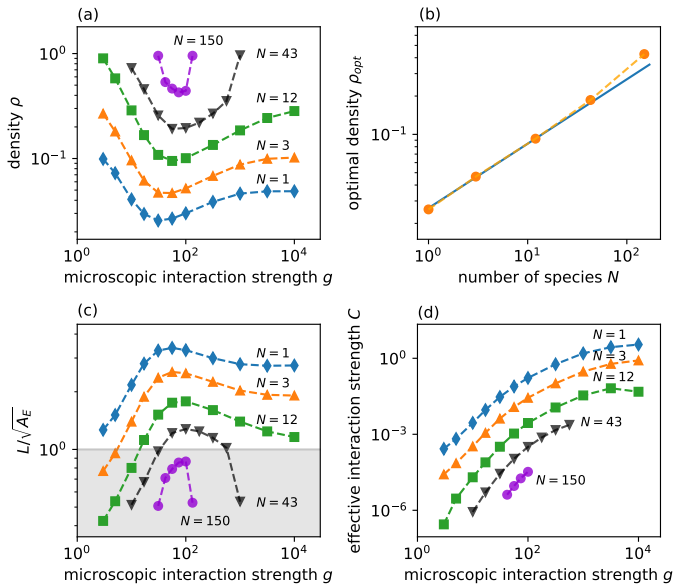 (a)
density ρ
10⁰
10⁻¹
N = 150
N = 43
N = 12
N = 3
N = 1
10⁰
10²
10⁴
microscopic interaction strength g
(b)
optimal density ρ_opt
10⁻¹
10⁰
10¹
10²
number of species N
(c)
L/√A_E
10⁰
N = 1
N = 3
N = 12
N = 43
N = 150
10⁰
10²
10⁴
microscopic interaction strength g
(d)
effective interaction strength C
10⁰
10⁻³
10⁻⁶
N = 1
N = 3
N = 12
N = 43
N = 150
10⁰
10²
10⁴
microscopic interaction strength g